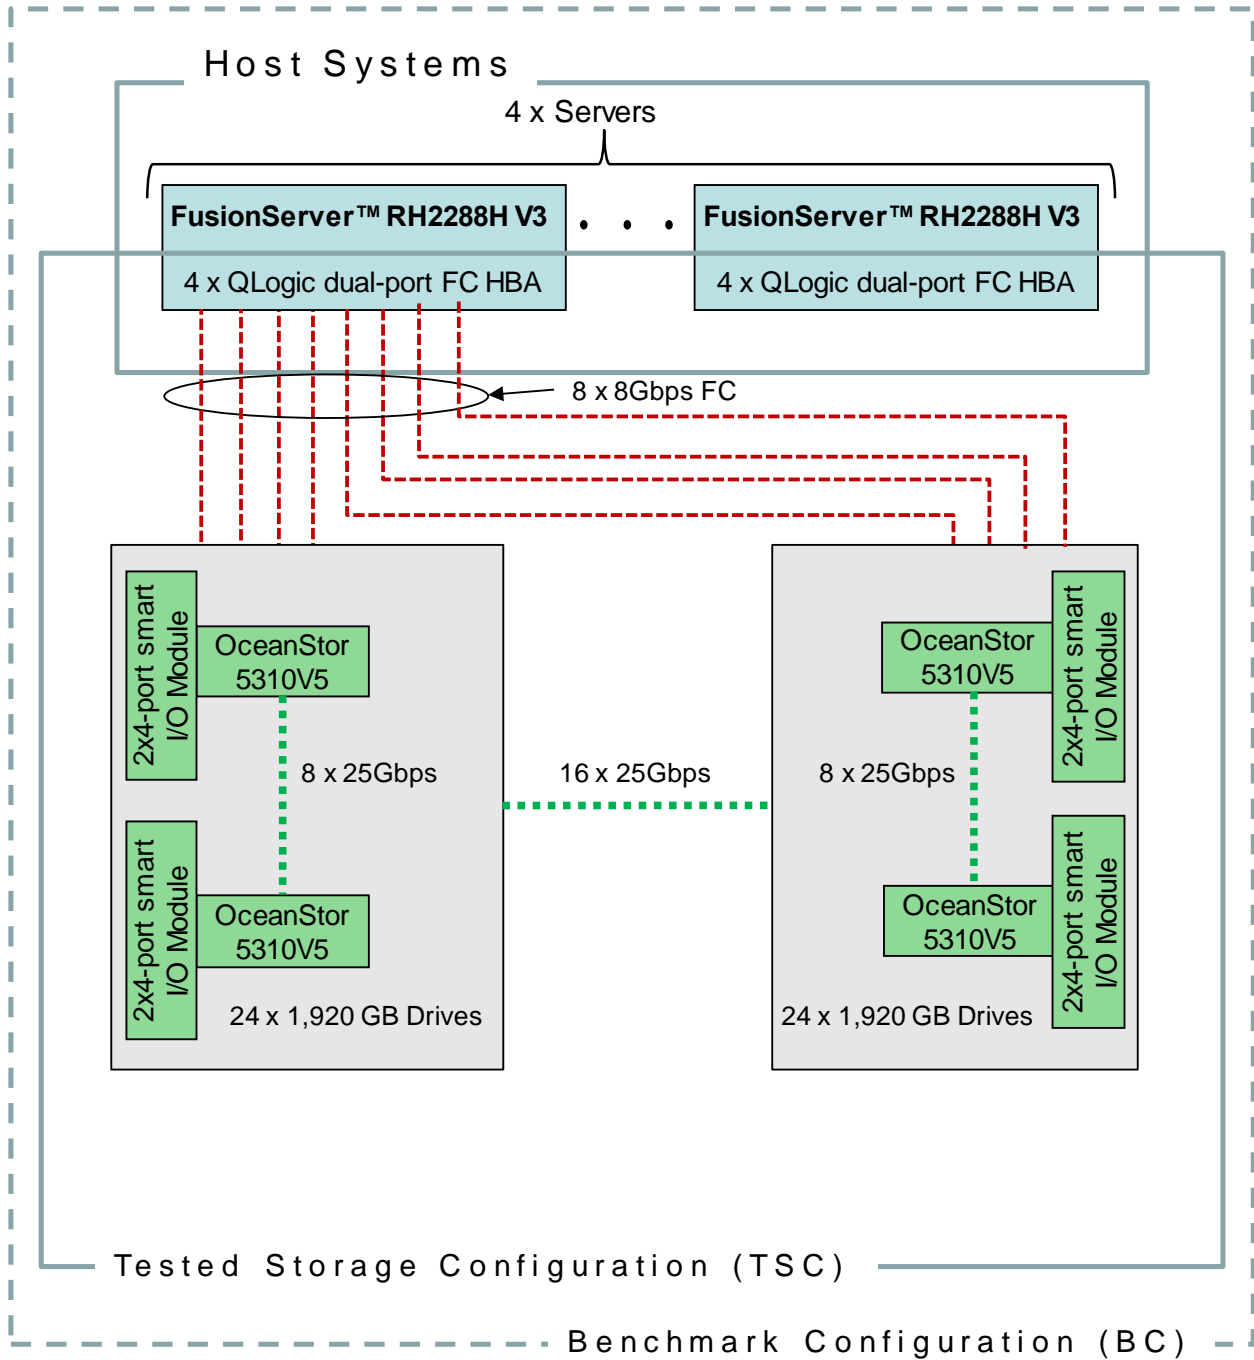 Host Systems
4 x Servers
FusionServer™ RH2288H V3
4 x QLogic dual-port FC HBA
. . .
FusionServer™ RH2288H V3
4 x QLogic dual-port FC HBA
8 x 8Gbps FC
2x4-port smart
I/O Module
OceanStor
5310V5
8 x 25Gbps
2x4-port smart
I/O Module
OceanStor
5310V5
24 x 1,920 GB Drives
16 x 25Gbps
OceanStor
5310V5
2x4-port smart
I/O Module
8 x 25Gbps
OceanStor
5310V5
2x4-port smart
I/O Module
24 x 1,920 GB Drives
Tested Storage Configuration (TSC)
Benchmark Configuration (BC)